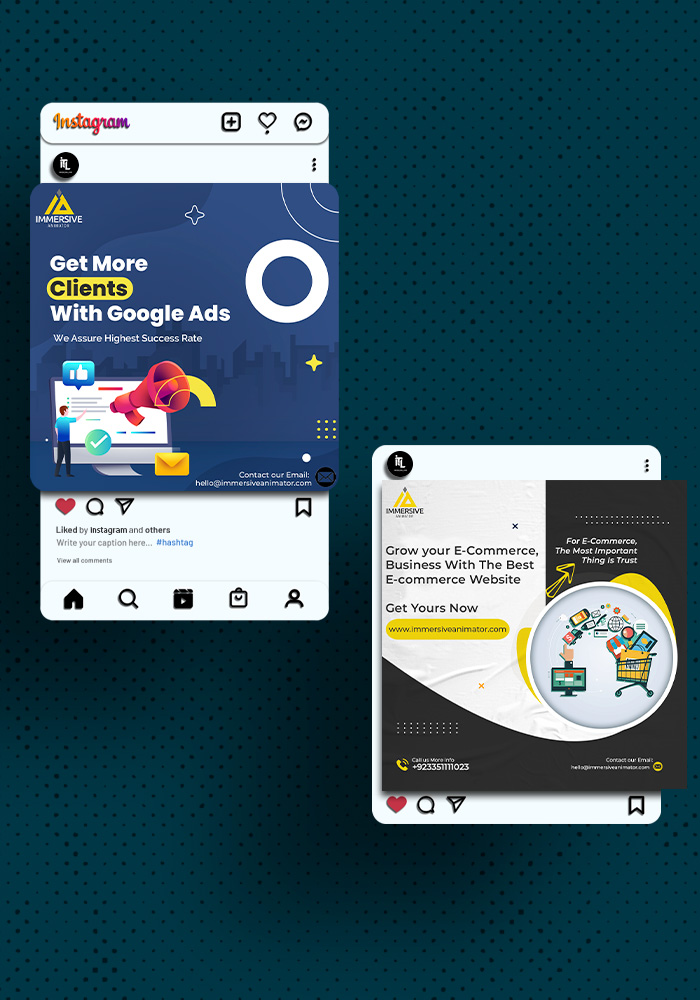 Instagram
iTL
IMMERSIVE
ANIMATOR
Get More
Clients
With Google Ads
We Assure Highest Success Rate
Contact our Email:
hello@immersiveanimator.com
Liked by Instagram and others
Write your caption here... #hashtag
View all comments
iTL
IMMERSIVE
ANIMATOR
For E-Commerce,
The Most Important
Thing Is Trust
Grow your E-Commerce,
Business With The Best
E-commerce Website
Get Yours Now
www.immersiveanimator.com
Call us More info
+923351111023
Contact our Email:
hello@immersiveanimator.com